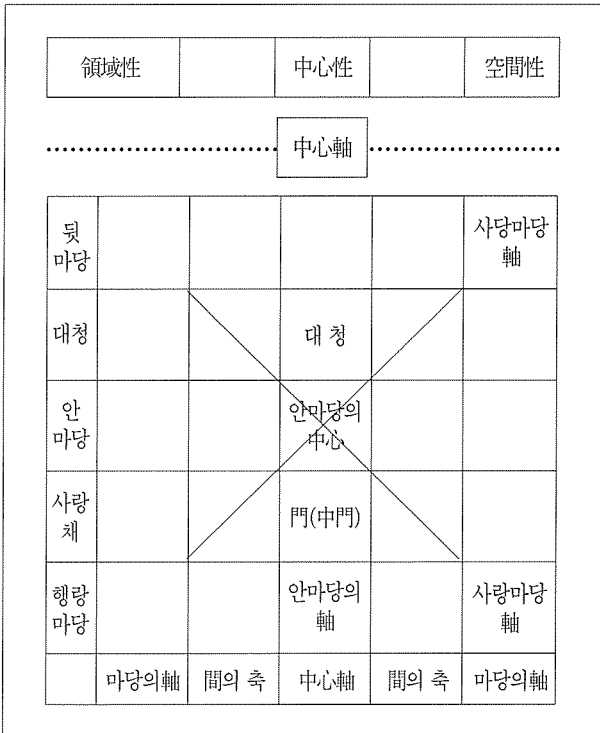 領域性 中心性 空間性
中心軸
뒷
마당
사당마당
軸
대청 대 청
안
마당
안마당의
中心
사랑
채
門(中門)
행랑
마당
안마당의
軸
사랑마당
軸
마당의軸 間의 축 中心軸 間의 축 마당의軸